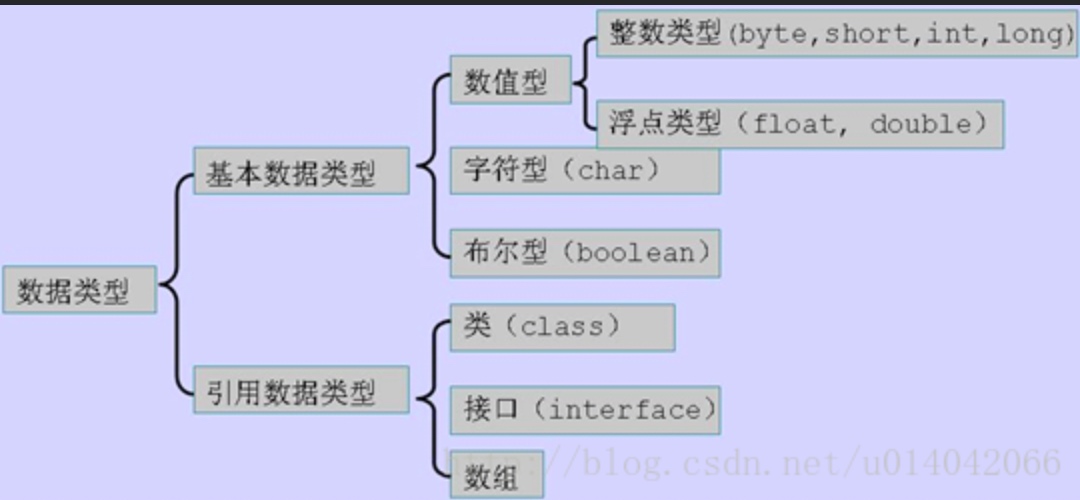 整数类型(byte,short,int,long)
数值型
浮点类型（float, double）
基本数据类型
字符型（char）
布尔型（boolean）
数据类型
类（class）
引用数据类型
接口（interface）
数组
http://blog.csdn.net/u014042066